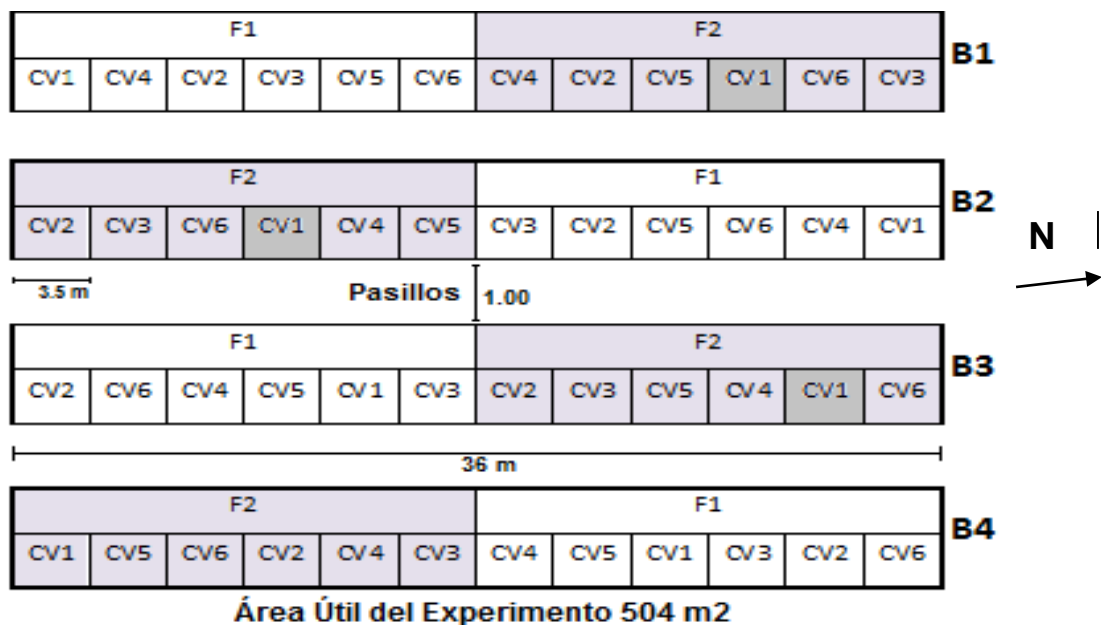 F1 F2
B1
CV1 CV4 CV2 CV3 CV5 CV6 CV4 CV2 CV5 CV1 CV6 CV3
F2 F1
B2
CV2 CV3 CV6 CV1 CV4 CV5 CV3 CV2 CV5 CV6 CV4 CV1
N
3.5 m Pasillos 1.00
F1 F2
B3
CV2 CV6 CV4 CV5 CV1 CV3 CV2 CV3 CV5 CV4 CV1 CV6
36 m
F2 F1
B4
CV1 CV5 CV6 CV2 CV4 CV3 CV4 CV5 CV1 CV3 CV2 CV6
Área Útil del Experimento 504 m2